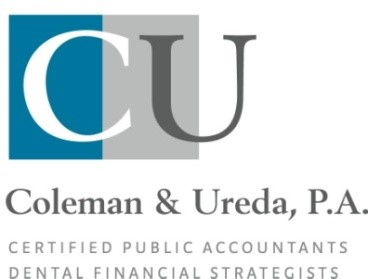 CU
Coleman & Ureda, P.A.
CERTIFIED PUBLIC ACCOUNTANTS
DENTAL FINANCIAL STRATEGISTS